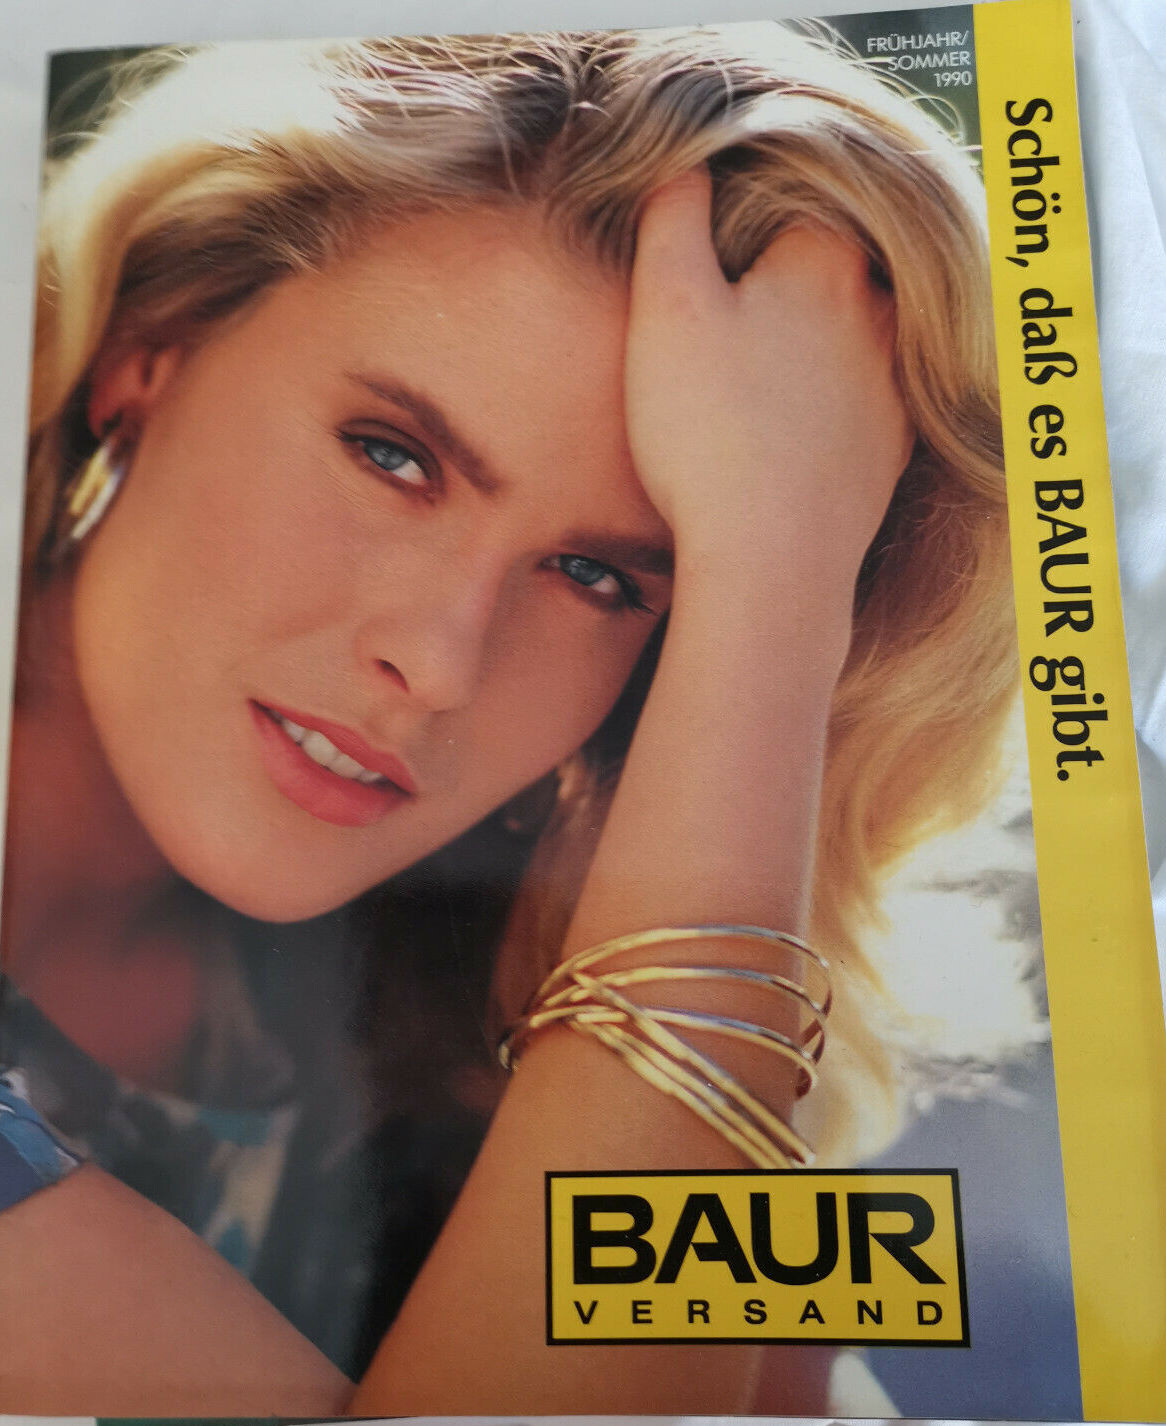 FRÜHJAHR/
SOMMER
1990
Schön, daß es BAUR gibt.
BAUR
VERSAND